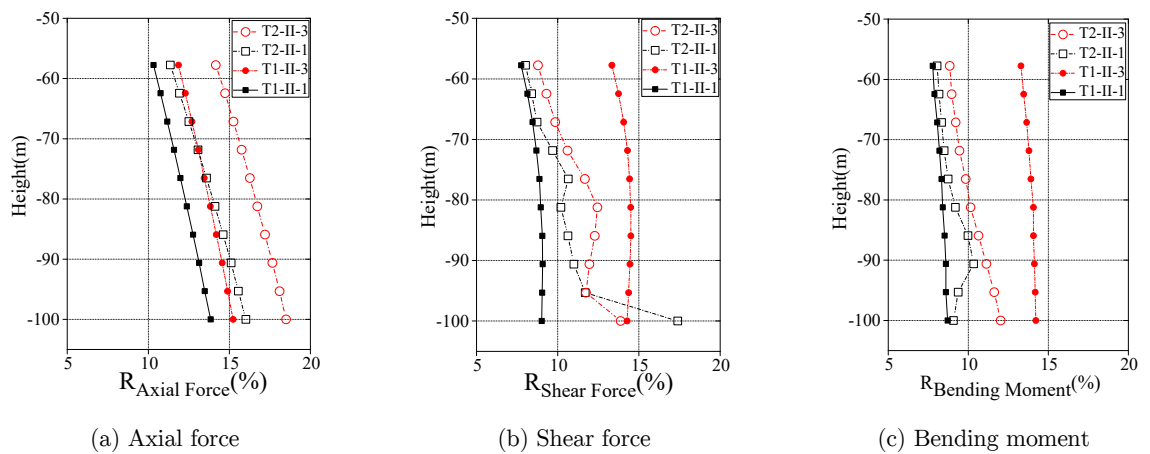 -50
-60
-70
-80
-90
-100
Height(m)
5 10 15 20
R Axial Force(%)
T2-II-3
T2-II-1
T1-II-3
T1-II-1
(a) Axial force
-50
-60
-70
-80
-90
-100
Height(m)
5 10 15 20
R Shear Force(%)
T2-II-3
T2-II-1
T1-II-3
T1-II-1
(b) Shear force
-50
-60
-70
-80
-90
-100
Height(m)
5 10 15 20
R Bending Moment(%)
T2-II-3
T2-II-1
T1-II-3
T1-II-1
(c) Bending moment